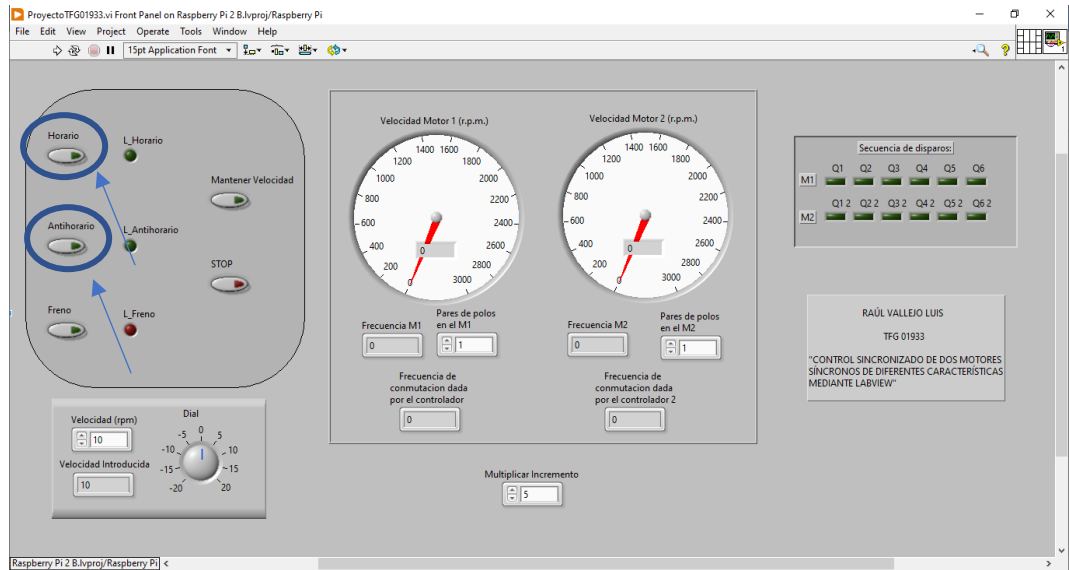 ProyectoTFG01933.vi Front Panel on Raspberry Pi 2 B.lvproj/Raspberry Pi
File Edit View Project Operate Tools Window Help
15pt Application Font
1
Horario
L_Horario
Mantener Velocidad
Antihorario
L_Antihorario
STOP
Freno
L_Freno
Velocidad (rpm)
10
Velocidad Introducida
10
Dial
-20 -15 -10 -5 0 5 10 15 20
Velocidad Motor 1 (r.p.m.)
0 200 400 600 800 1000 1200 1400 1600 1800 2000 2200 2400 2600 2800 3000
0
Frecuencia M1
0
Pares de polos
en el M1
1
Frecuencia de
conmutacion dada
por el controlador
0
Velocidad Motor 2 (r.p.m.)
0 200 400 600 800 1000 1200 1400 1600 1800 2000 2200 2400 2600 2800 3000
0
Frecuencia M2
0
Pares de polos
en el M2
1
Frecuencia de
conmutacion dada
por el controlador 2
0
Multiplicar Incremento
5
Secuencia de disparos:
Q1 Q2 Q3 Q4 Q5 Q6
M1
Q1 2 Q2 2 Q3 2 Q4 2 Q5 2 Q6 2
M2
RAÚL VALLEJO LUIS
TFG 01933
"CONTROL SINCRONIZADO DE DOS MOTORES
SÍNCRONOS DE DIFERENTES CARACTERÍSTICAS
MEDIANTE LABVIEW"
Raspberry Pi 2 B.lvproj/Raspberry Pi